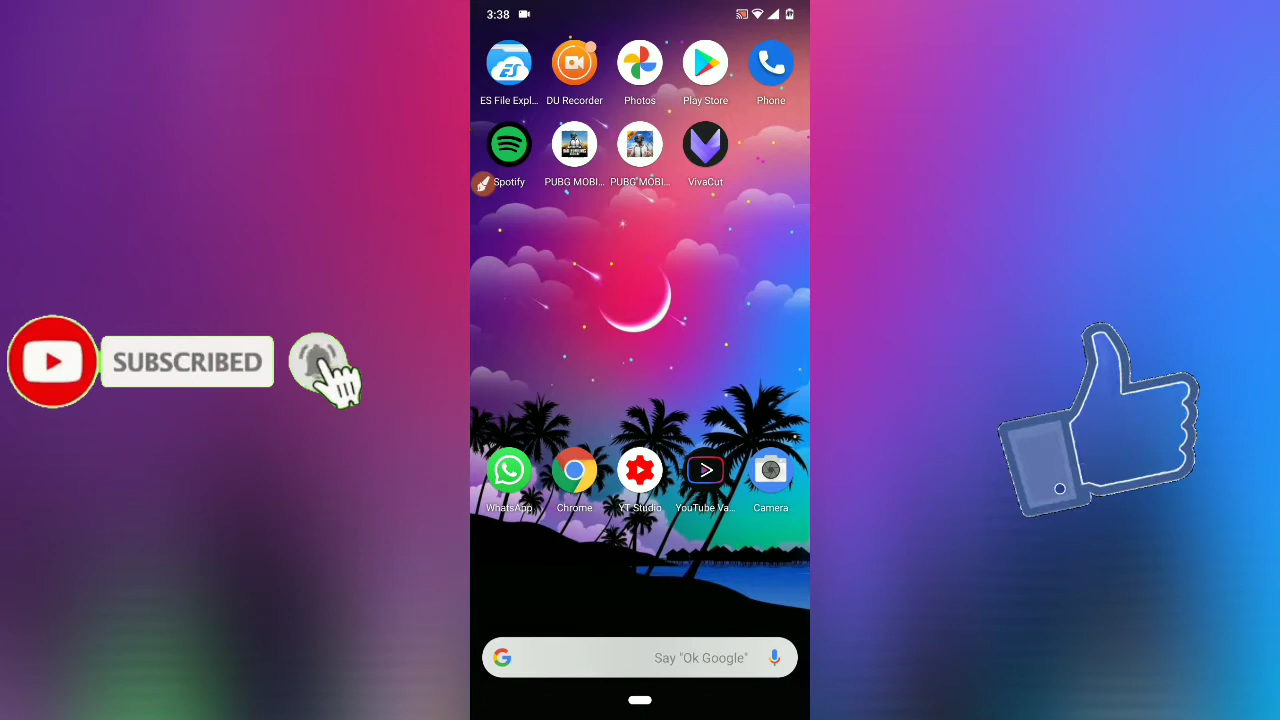 3:38
ES File Expl... DU Recorder Photos Play Store Phone
Spotify PUBG MOBI... PUBG MOBI... VivaCut
SUBSCRIBED
WhatsApp Chrome YT Studio YouTube Va... Camera
Say "Ok Google"